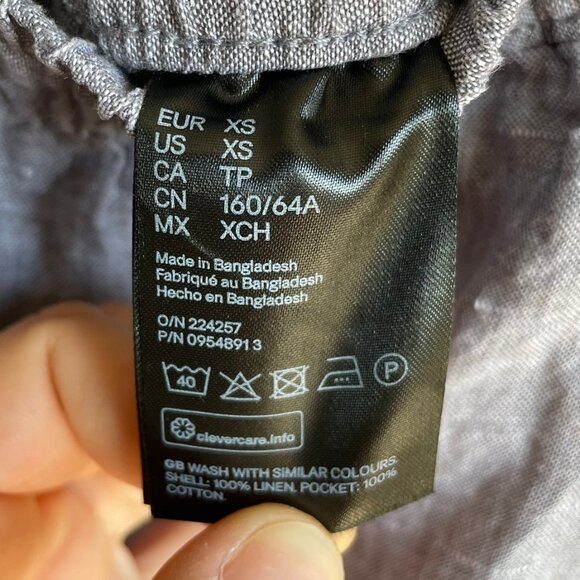 EUR XS
US XS
CA TP
CN 160/64A
MX XCH
Made in Bangladesh
Fabriqué au Bangladesh
Hecho en Bangladesh
O/N 224257
P/N 09548913
40 P
clevercare.info
GB WASH WITH SIMILAR COLOURS.
SHELL: 100% LINEN. POCKET: 100%
COTTON.